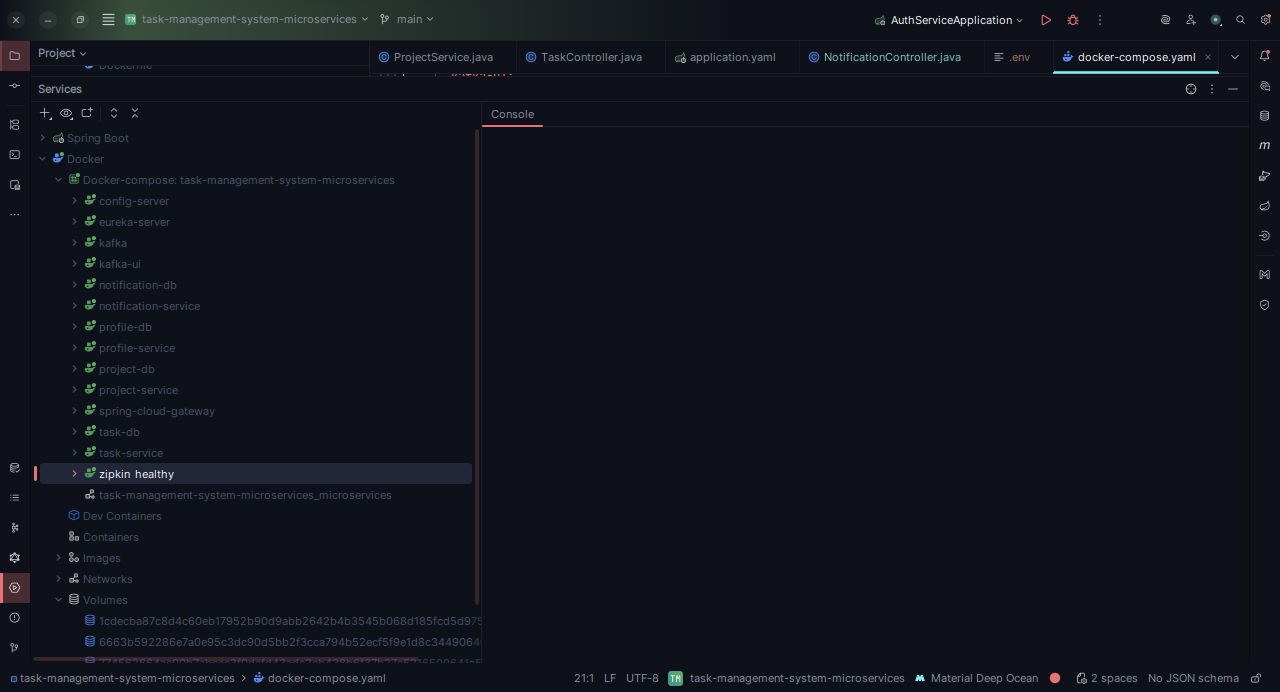 TM task-management-system-microservices main AuthServiceApplication
Project
Dockerfile
ProjectService.java TaskController.java application.yaml NotificationController.java .env docker-compose.yaml
Services
Console
Spring Boot
Docker
Docker-compose: task-management-system-microservices
config-server
eureka-server
kafka
kafka-ui
notification-db
notification-service
profile-db
profile-service
project-db
project-service
spring-cloud-gateway
task-db
task-service
zipkin healthy
task-management-system-microservices_microservices
Dev Containers
Containers
Images
Networks
Volumes
1cdecba87c8d4c60eb17952b90d9abb2642b4b3545b068d185fcd5d975
6663b592286e7a0e95c3dc90d5bb2f3cca794b52ecf5f9e1d8c3449064
task-management-system-microservices docker-compose.yaml 21:1 LF UTF-8 TM task-management-system-microservices Material Deep Ocean 2 spaces No JSON schema